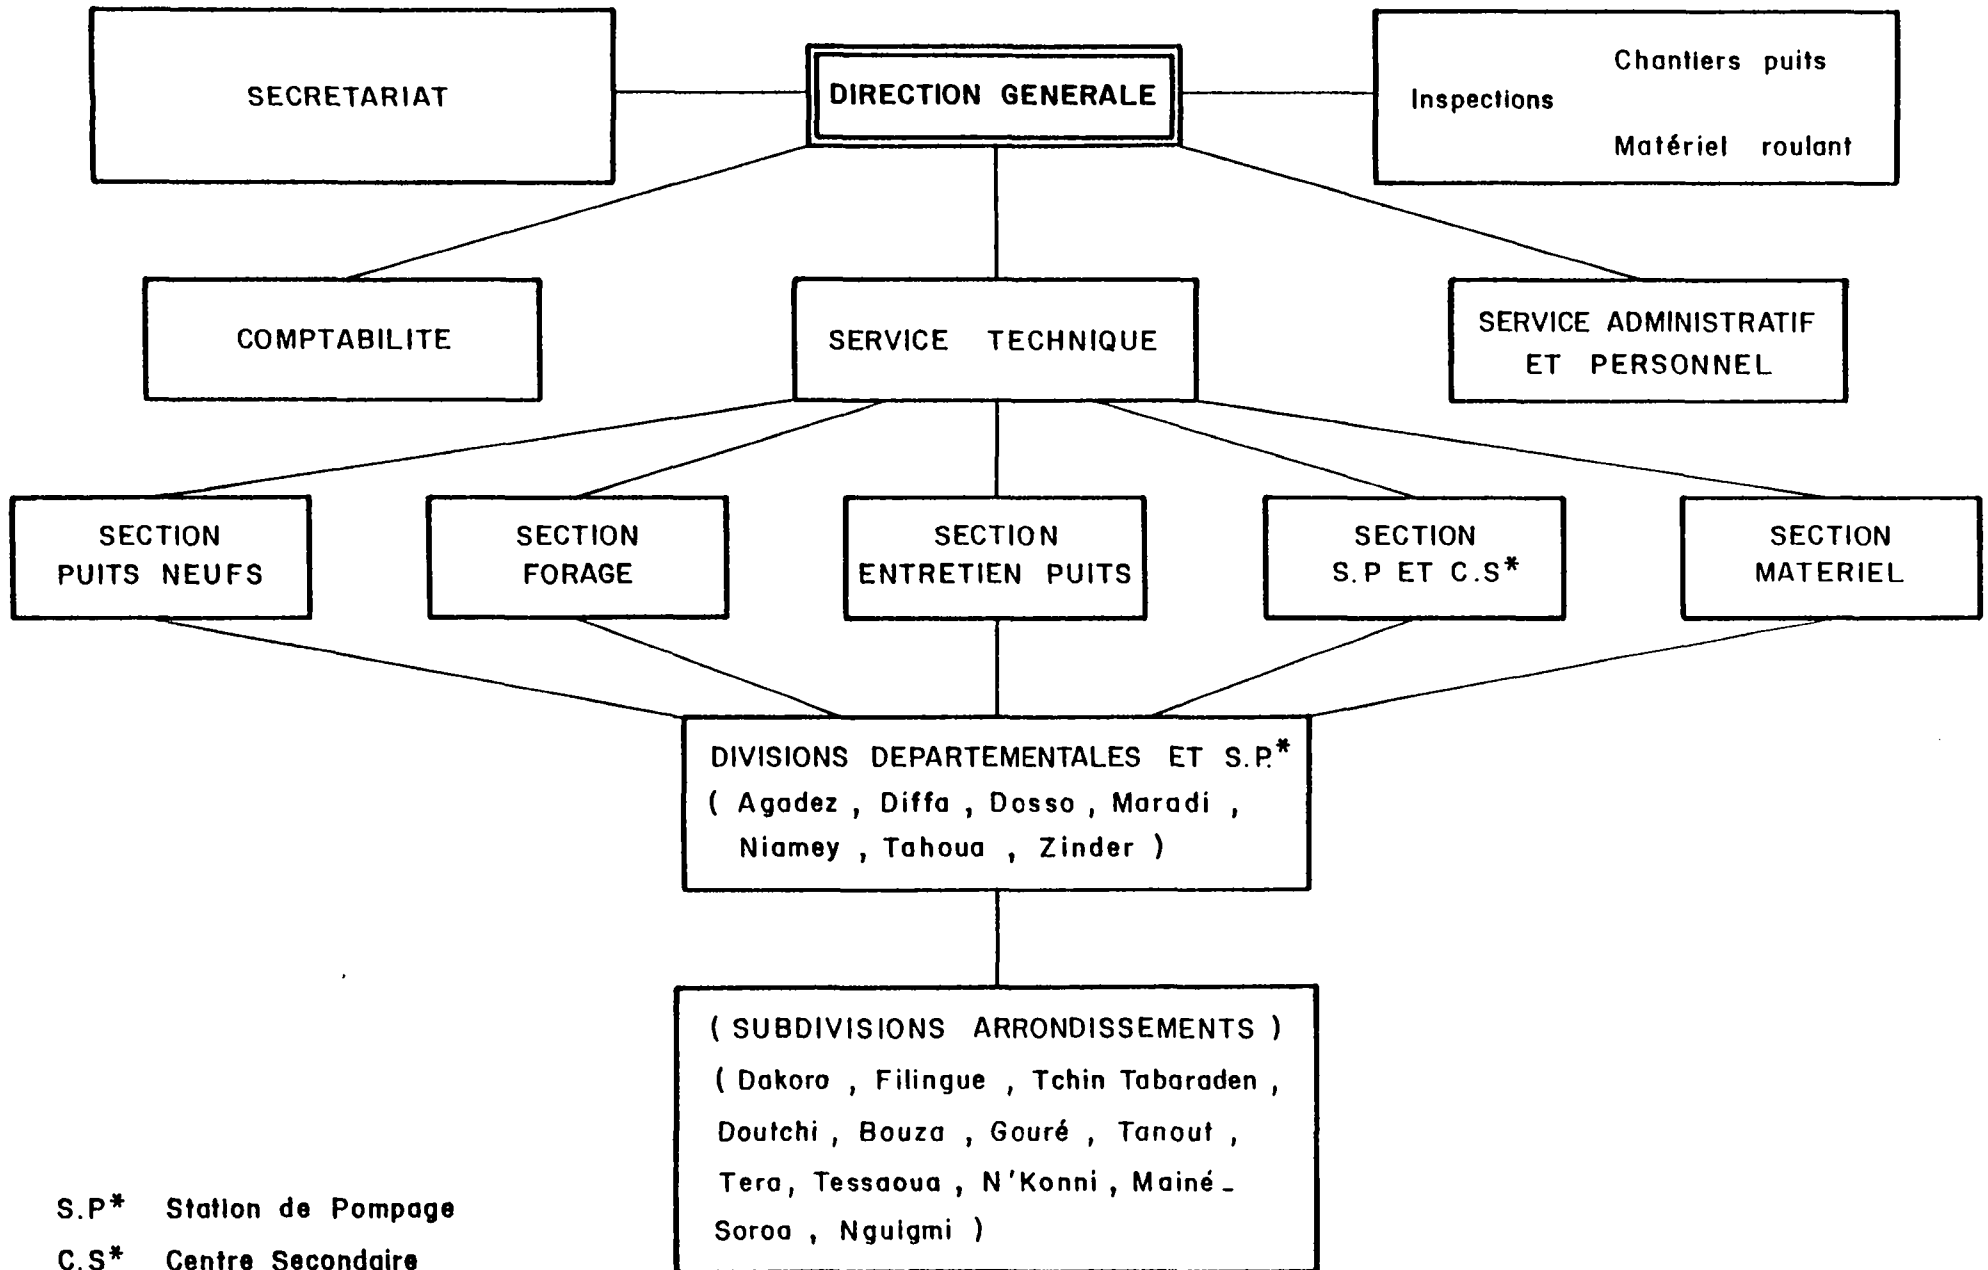 SECRETARIAT
DIRECTION GENERALE
Chantiers puits
Inspections
Matériel roulant
COMPTABILITE
SERVICE TECHNIQUE
SERVICE ADMINISTRATIF
ET PERSONNEL
SECTION
PUITS NEUFS
SECTION
FORAGE
SECTION
ENTRETIEN PUITS
SECTION
S.P ET C.S*
SECTION
MATERIEL
DIVISIONS DEPARTEMENTALES ET S.P.*
( Agadez , Diffa , Dosso , Maradi ,
Niamey , Tahoua , Zinder )
( SUBDIVISIONS ARRONDISSEMENTS )
( Dakoro , Filingue , Tchin Tabaraden ,
Doutchi , Bouza , Gouré , Tanout ,
Tera, Tessaoua , N'Konni , Mainé-
Soroa , Nguigmi )
S.P* Station de Pompage
C.S* Centre Secondaire